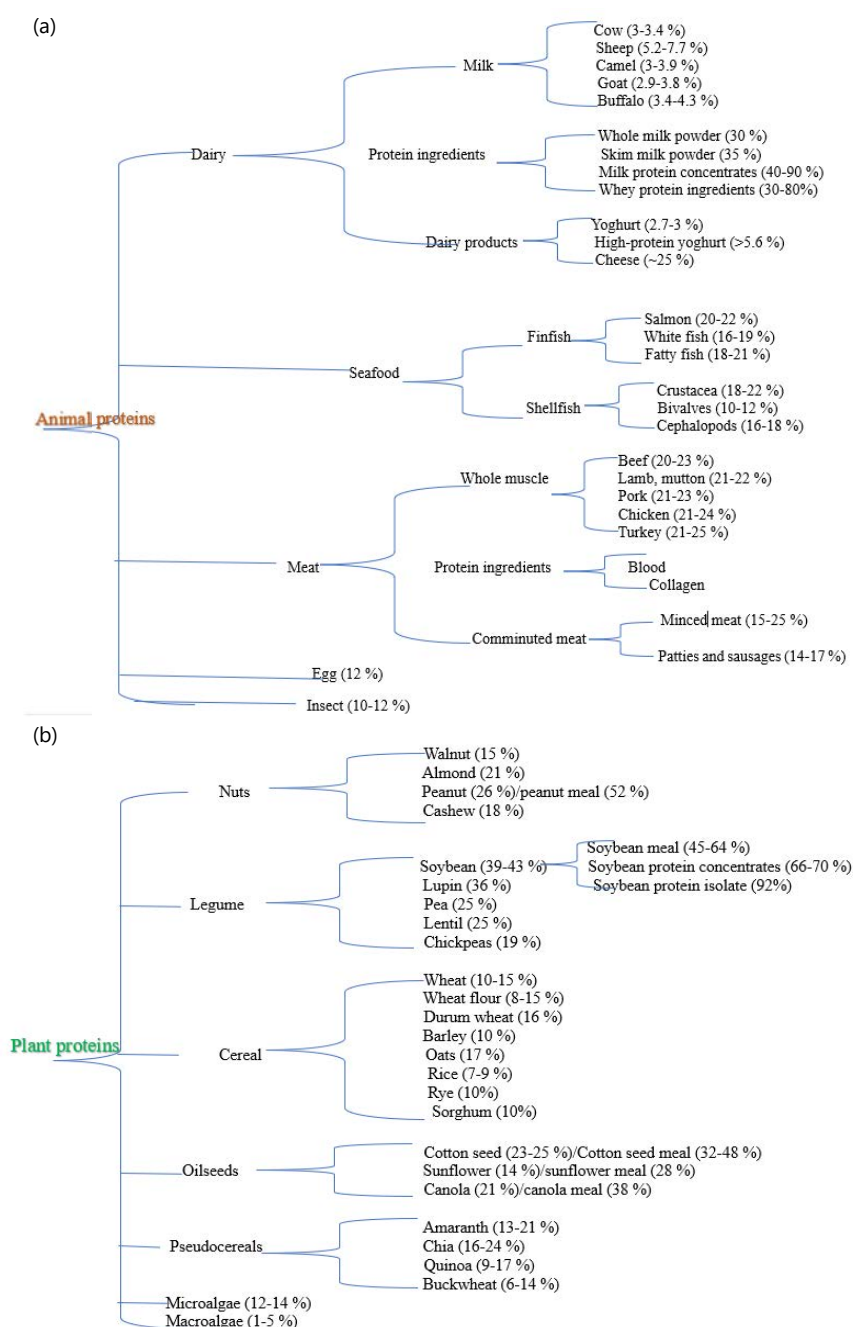 (a)
Cow (3-3.4 %)
Sheep (5.2-7.7 %)
Milk
Camel (3-3.9 %)
Goat (2.9-3.8 %)
Buffalo (3.4-4.3 %)
Dairy
Protein ingredients
Whole milk powder (30 %)
Skim milk powder (35 %)
Milk protein concentrates (40-90 %)
Whey protein ingredients (30-80%)
Dairy products
Yoghurt (2.7-3 %)
High-protein yoghurt (>5.6 %)
Cheese (~25 %)
Seafood
Finfish
Salmon (20-22 %)
White fish (16-19 %)
Fatty fish (18-21 %)
Shellfish
Crustacea (18-22 %)
Bivalves (10-12 %)
Cephalopods (16-18 %)
Animal proteins
Meat
Whole muscle
Beef (20-23 %)
Lamb, mutton (21-22 %)
Pork (21-23 %)
Chicken (21-24 %)
Turkey (21-25 %)
Protein ingredients
Blood
Collagen
Comminuted meat
Minced meat (15-25 %)
Patties and sausages (14-17 %)
Egg (12 %)
Insect (10-12 %)
(b)
Nuts
Walnut (15 %)
Almond (21 %)
Peanut (26 %)/peanut meal (52 %)
Cashew (18 %)
Legume
Soybean (39-43 %)
Soybean meal (45-64 %)
Soybean protein concentrates (66-70 %)
Soybean protein isolate (92%)
Lupin (36 %)
Pea (25 %)
Lentil (25 %)
Chickpeas (19 %)
Plant proteins
Cereal
Wheat (10-15 %)
Wheat flour (8-15 %)
Durum wheat (16 %)
Barley (10 %)
Oats (17 %)
Rice (7-9 %)
Rye (10%)
Sorghum (10%)
Oilseeds
Cotton seed (23-25 %)/Cotton seed meal (32-48 %)
Sunflower (14 %)/sunflower meal (28 %)
Canola (21 %)/canola meal (38 %)
Pseudocereals
Amaranth (13-21 %)
Chia (16-24 %)
Quinoa (9-17 %)
Buckwheat (6-14 %)
Microalgae (12-14 %)
Macroalgae (1-5 %)